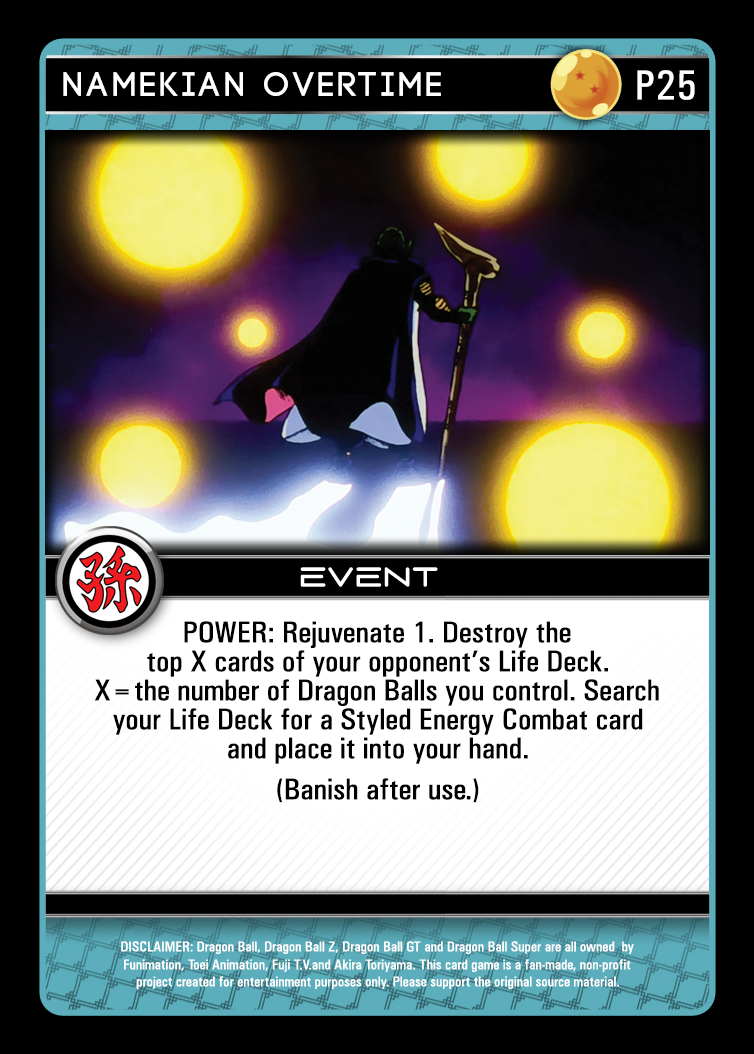 NAMEKIAN OVERTIME P25
孫
EVENT
POWER: Rejuvenate 1. Destroy the
top X cards of your opponent's Life Deck.
X = the number of Dragon Balls you control. Search
your Life Deck for a Styled Energy Combat card
and place it into your hand.
(Banish after use.)
DISCLAIMER: Dragon Ball, Dragon Ball Z, Dragon Ball GT and Dragon Ball Super are all owned by
Funimation, Toei Animation, Fuji T.V.and Akira Toriyama. This card game is a fan-made, non-profit
project created for entertainment purposes only. Please support the original source material.